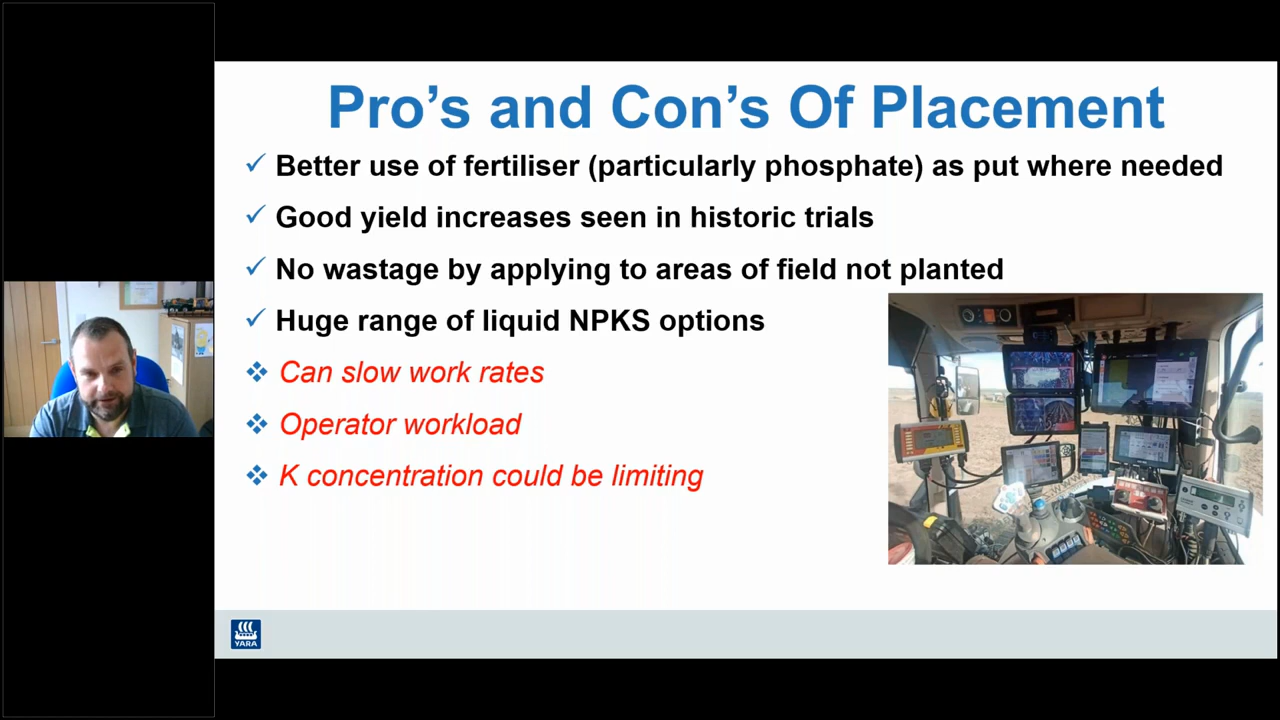 Pro's and Con's Of Placement
Better use of fertiliser (particularly phosphate) as put where needed
Good yield increases seen in historic trials
No wastage by applying to areas of field not planted
Huge range of liquid NPKS options
Can slow work rates
Operator workload
K concentration could be limiting
YARA